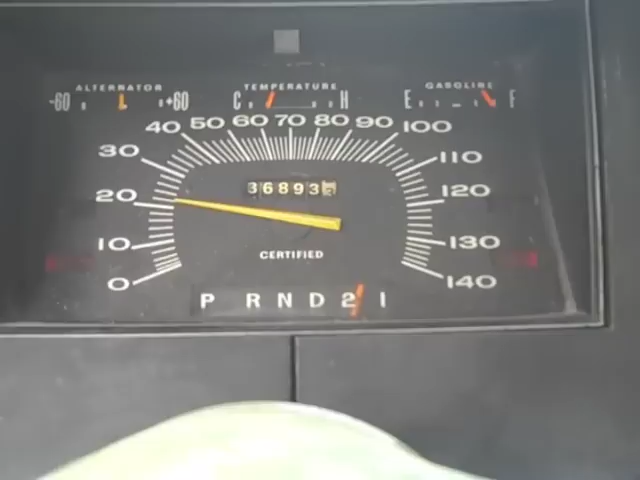 ALTERNATOR TEMPERATURE GASOLINE
-60 +60 C H E F
40 50 60 70 80 90 100
30 110
36893
20 120
10 130
CERTIFIED
0 140
P R N D 2 1